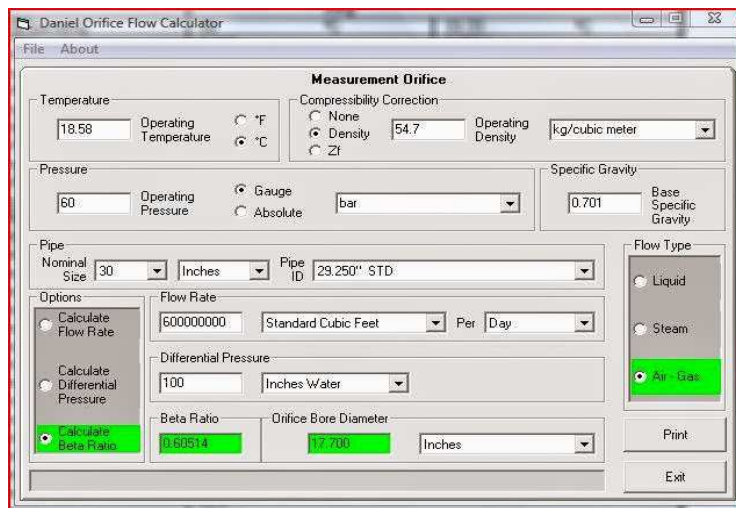 Daniel Orifice Flow Calculator
File About
Measurement Orifice
Temperature
18.58
Operating Temperature
°F
°C
Compressibility Correction
None
Density
Zf
54.7
Operating Density
kg/cubic meter
Pressure
60
Operating Pressure
Gauge
Absolute
bar
Specific Gravity
0.701
Base Specific Gravity
Pipe
Nominal Size
30
Inches
Pipe ID
29.250" STD
Flow Type
Liquid
Steam
Air - Gas
Options
Calculate Flow Rate
Calculate Differential Pressure
Calculate Beta Ratio
Flow Rate
600000000
Standard Cubic Feet
Per
Day
Differential Pressure
100
Inches Water
Beta Ratio
0.60514
Orifice Bore Diameter
17.700
Inches
Print
Exit